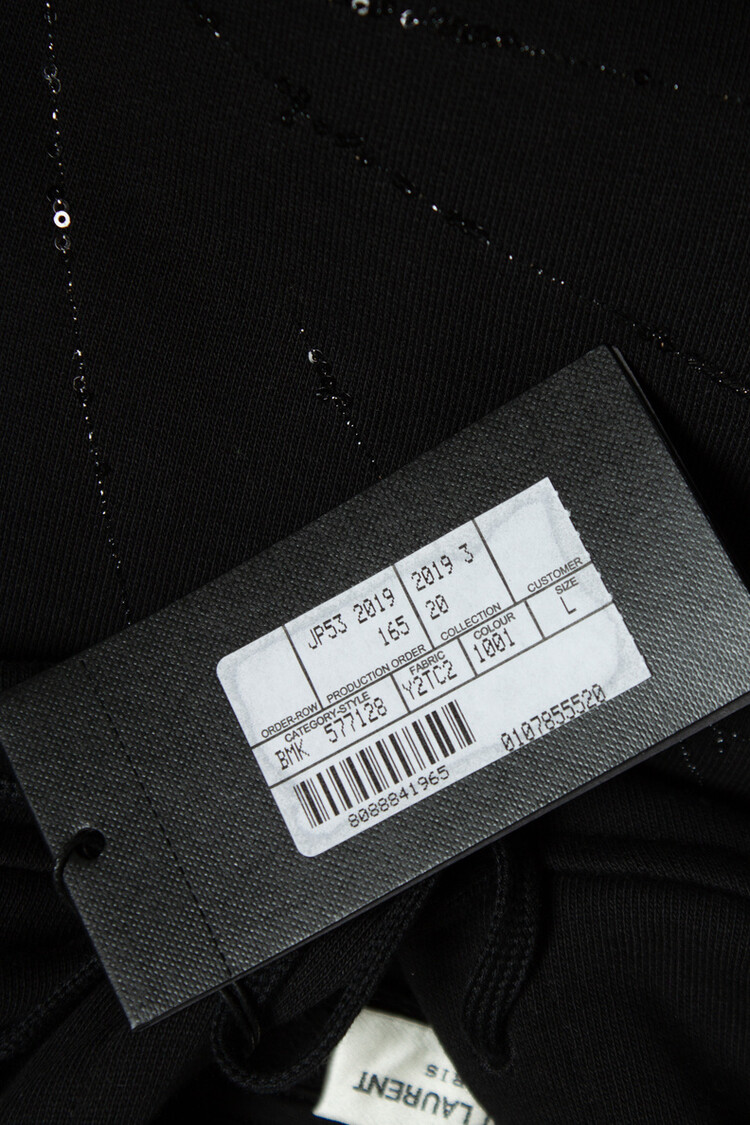 JP53 2019 2019 3
165 20
ORDER-ROW PRODUCTION ORDER COLLECTION CUSTOMER
CATEGORY-STYLE FABRIC COLOUR SIZE
BMK 577128 Y2TC2 1001 L
8088841965 0107855520
LAURENT
RIS